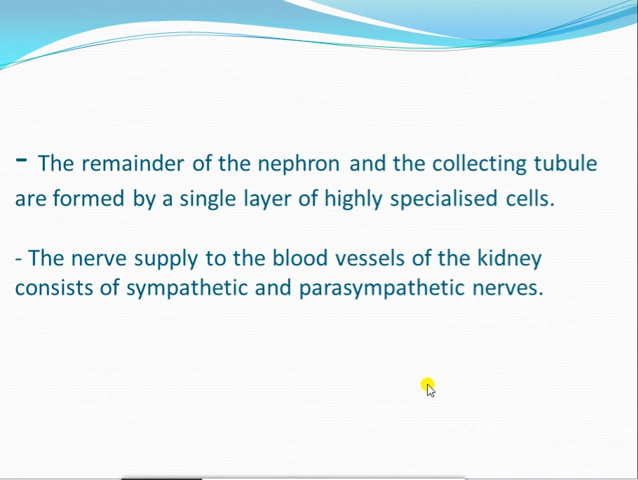 - The remainder of the nephron and the collecting tubule
are formed by a single layer of highly specialised cells.
- The nerve supply to the blood vessels of the kidney
consists of sympathetic and parasympathetic nerves.